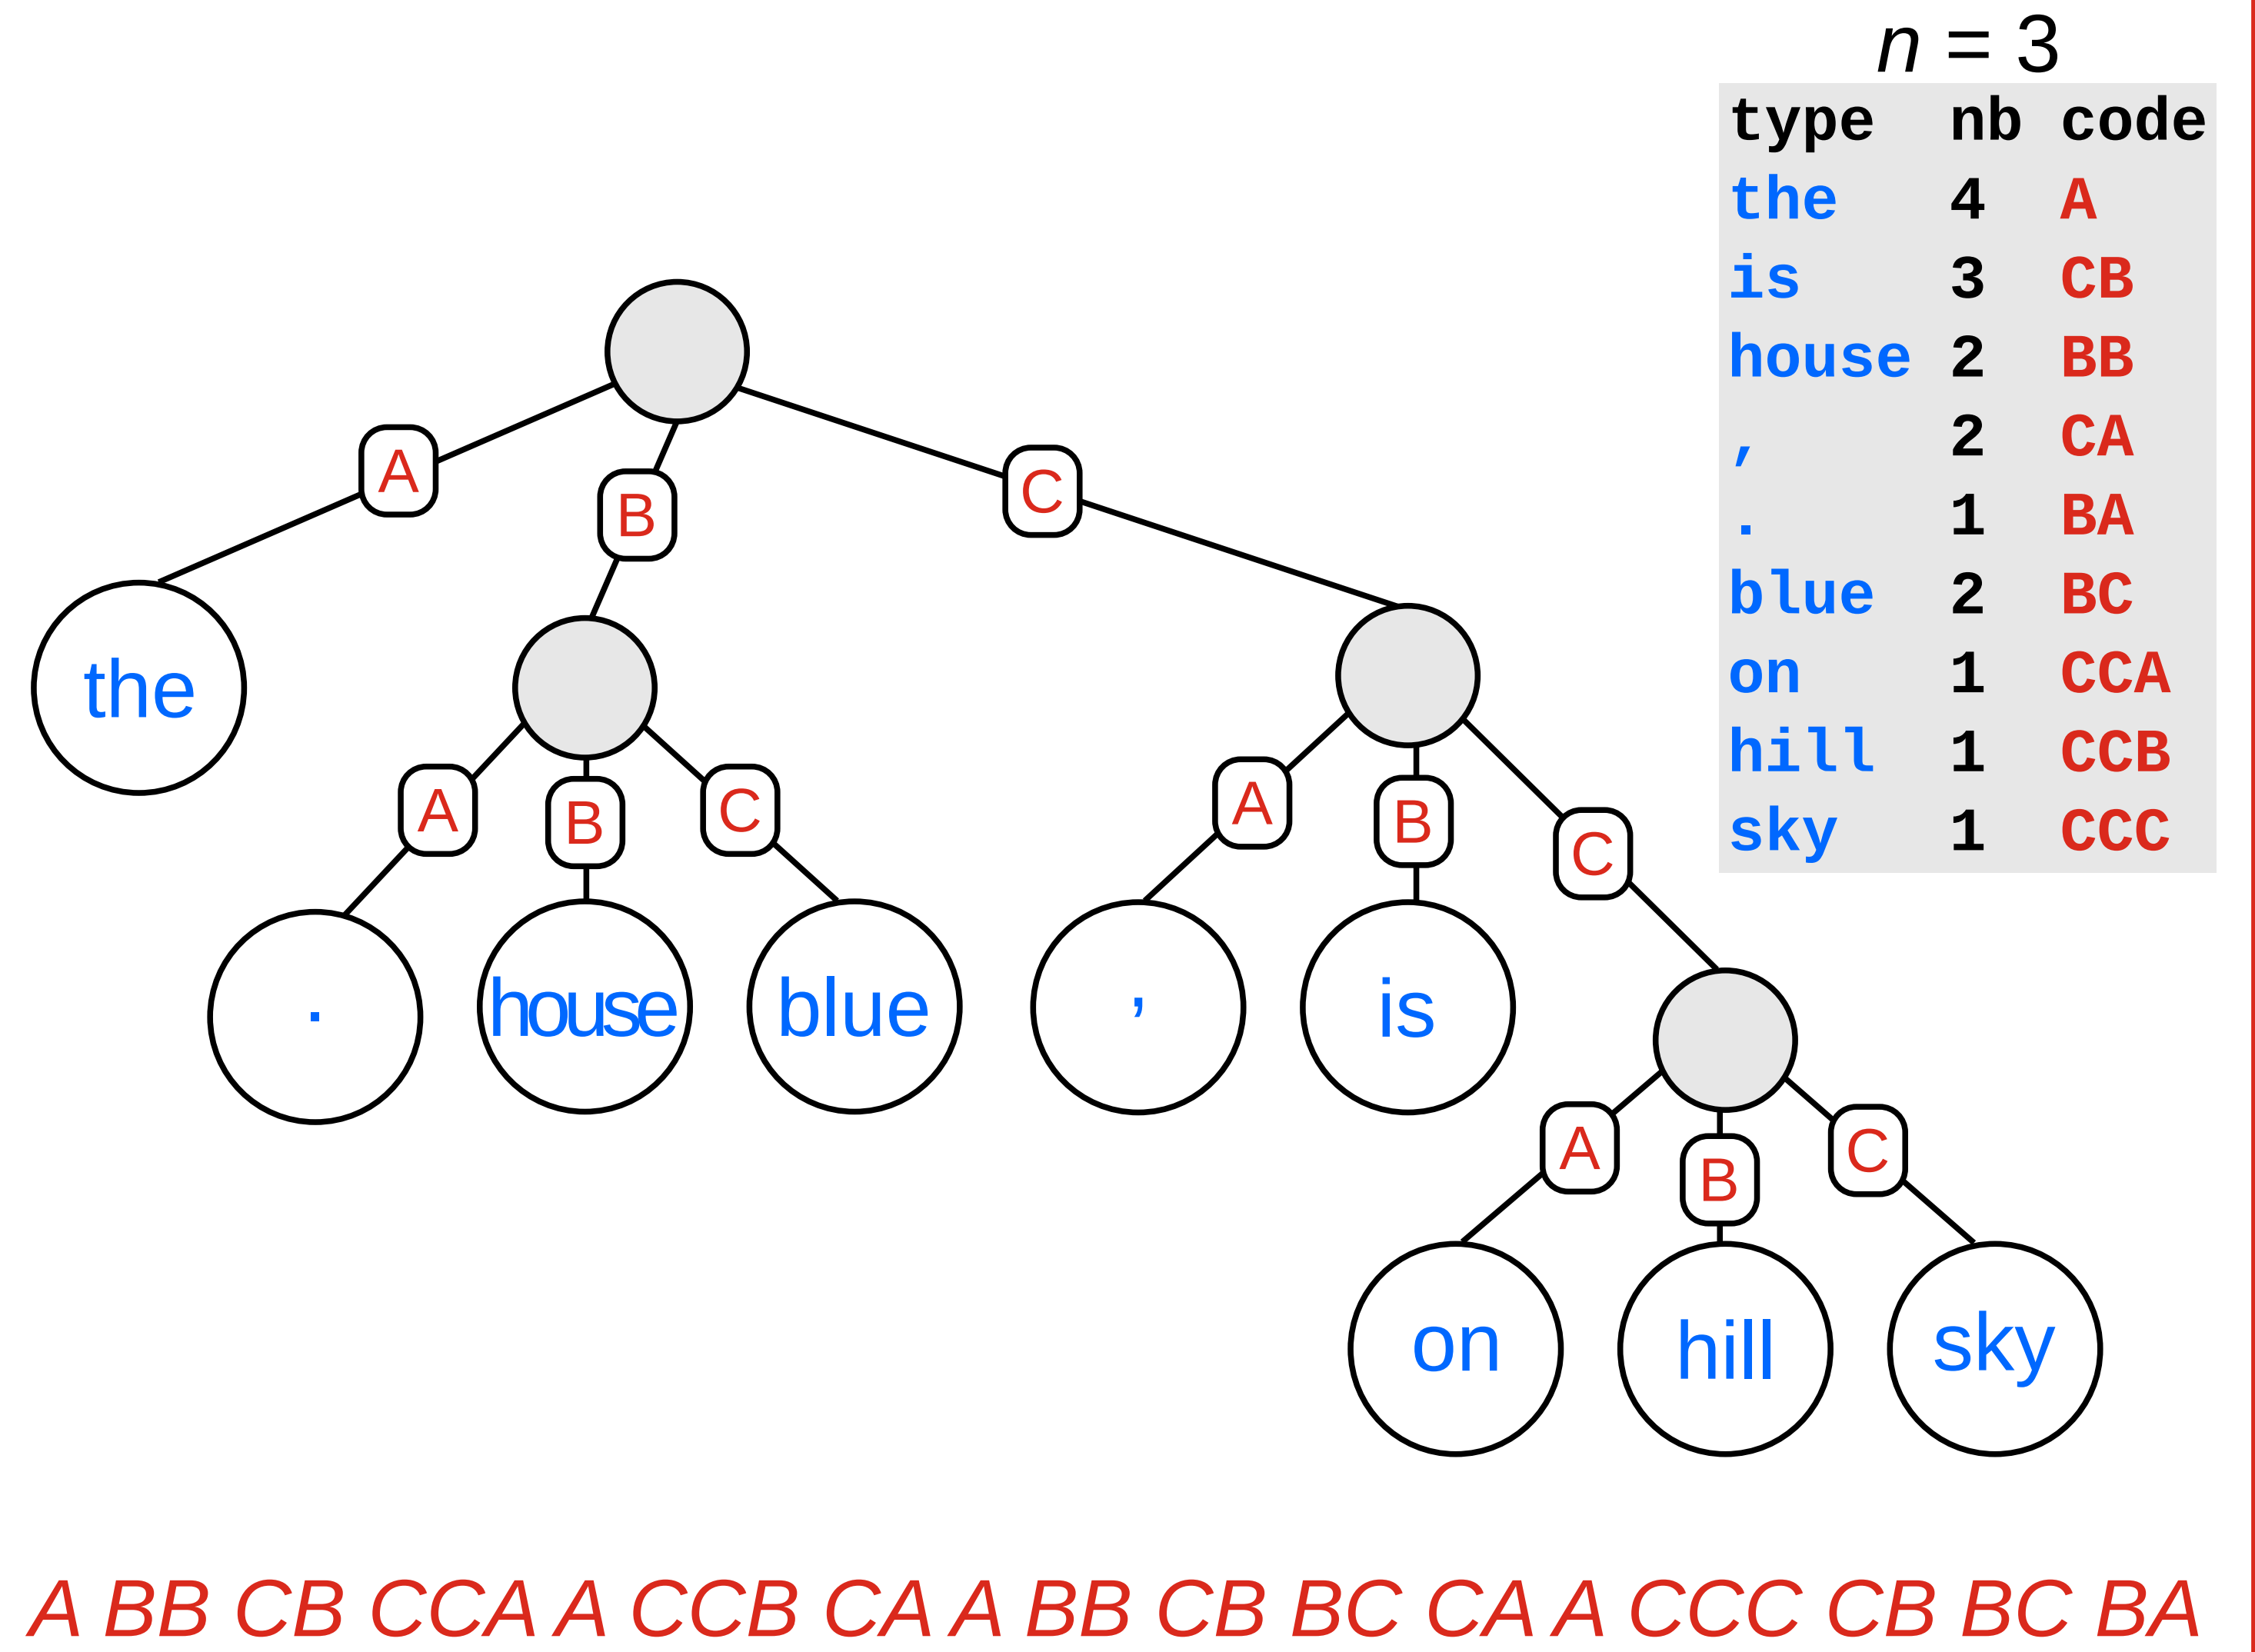 n = 3
type nb code
the 4 A
is 3 CB
house 2 BB
, 2 CA
. 1 BA
blue 2 BC
on 1 CCA
hill 1 CCB
sky 1 CCC
A
B
C
the
A
B
C
A
B
C
.
house
blue
,
is
A
B
C
on
hill
sky
A BB CB CCA A CCB CA A BB CB BC CA A CCC CB BC BA